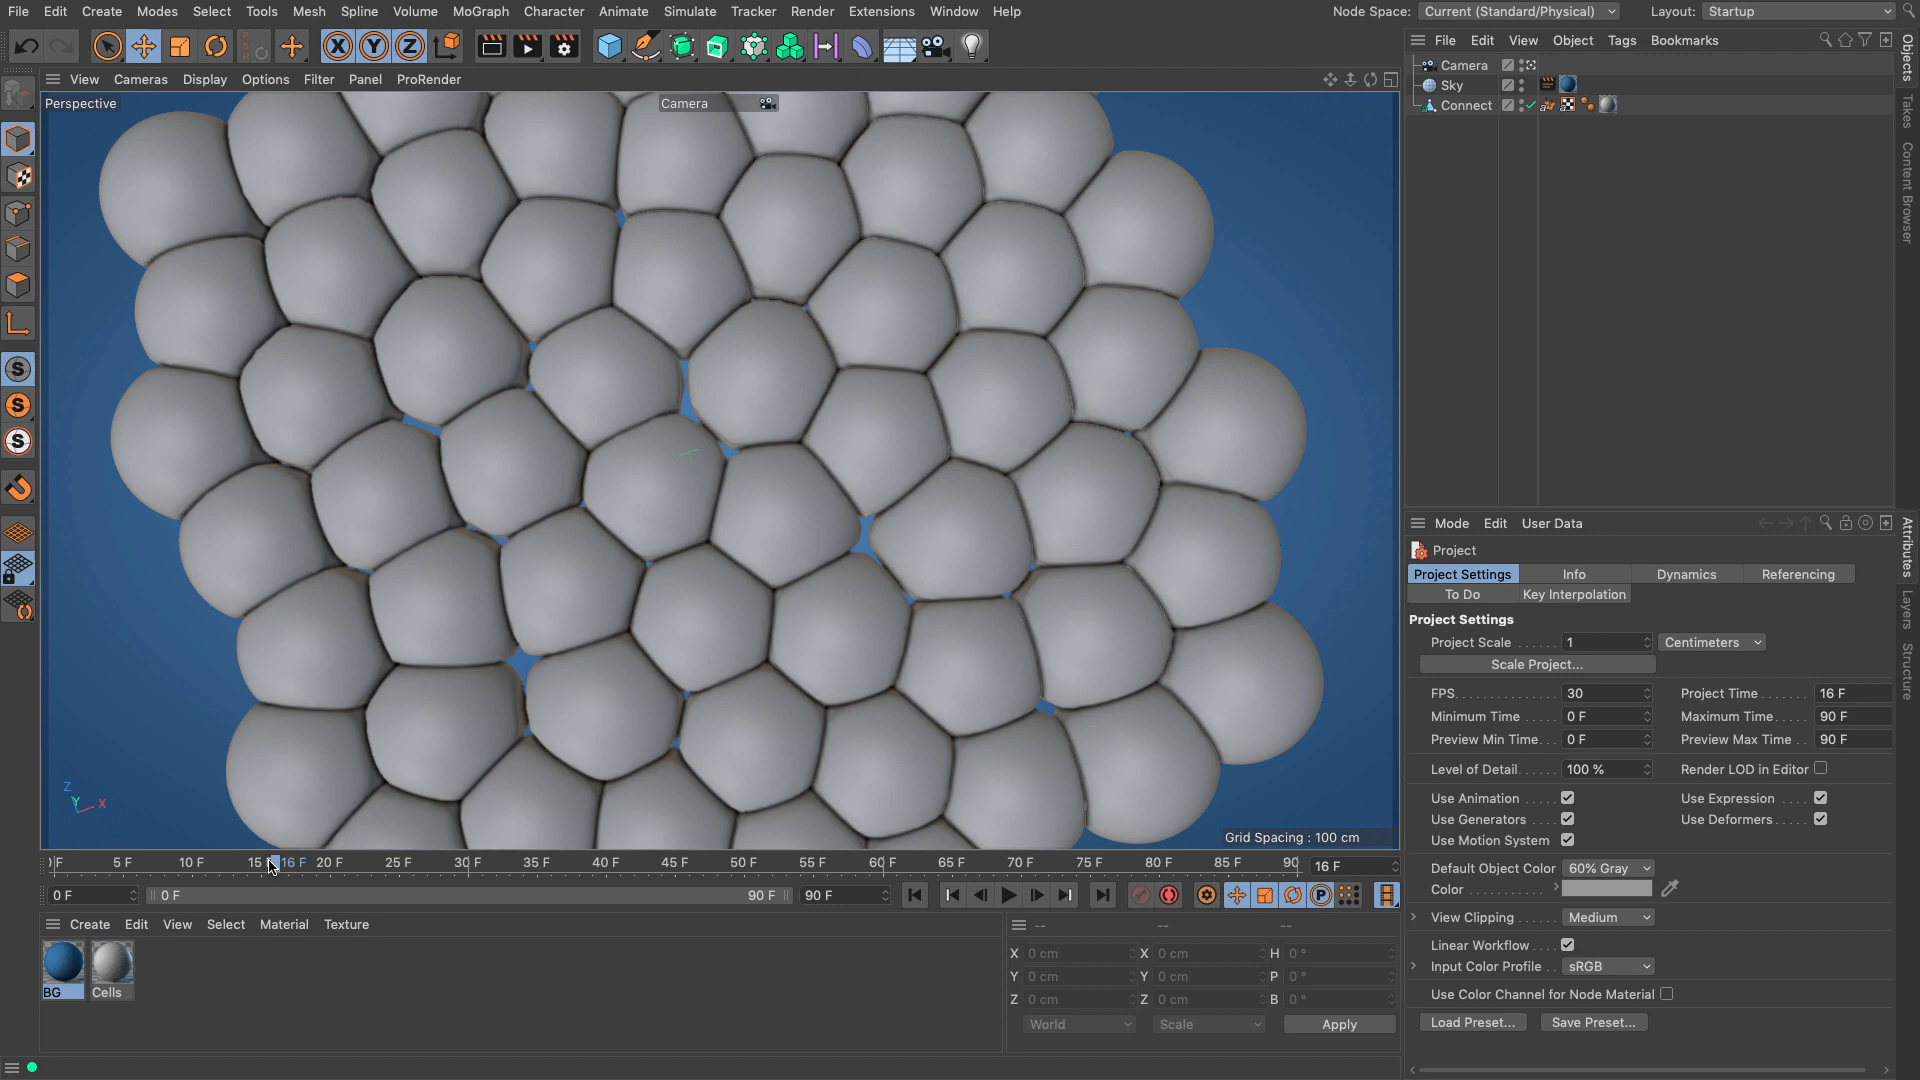 File Edit Create Modes Select Tools Mesh Spline Volume MoGraph Character Animate Simulate Tracker Render Extensions Window Help
Node Space: Current (Standard/Physical) Layout: Startup
X Y Z
P
S
R
File Edit View Object Tags Bookmarks
View Cameras Display Options Filter Panel ProRender
Perspective
Camera
Camera
Sky
Connect
Objects
Takes
Content Browser
S
S
S
Mode Edit User Data
Project
Project Settings Info Dynamics Referencing
To Do Key Interpolation
Project Settings
Project Scale ...... 1 Centimeters
Scale Project...
FPS............ 30 Project Time....... 16 F
Minimum Time .... 0 F Maximum Time.... 90 F
Preview Min Time... 0 F Preview Max Time .. 90 F
Level of Detail...... 100 % Render LOD in Editor
Use Animation .... Use Expression ....
Use Generators .... Use Deformers....
Use Motion System
Default Object Color 60% Gray
Color ...........
View Clipping ...... Medium
Linear Workflow...
Input Color Profile .. sRGB
Use Color Channel for Node Material
Load Preset... Save Preset...
Attributes
Layers
Structure
Z
Y X
Grid Spacing : 100 cm
5 F 10 F 15 16 F 20 F 25 F 30 F 35 F 40 F 45 F 50 F 55 F 60 F 65 F 70 F 75 F 80 F 85 F 90
16 F
0 F 0 F 90 F 90 F
P
Create Edit View Select Material Texture
BG Cells
-- -- --
X 0 cm X 0 cm H 0 °
Y 0 cm Y 0 cm P 0 °
Z 0 cm Z 0 cm B 0 °
World Scale Apply